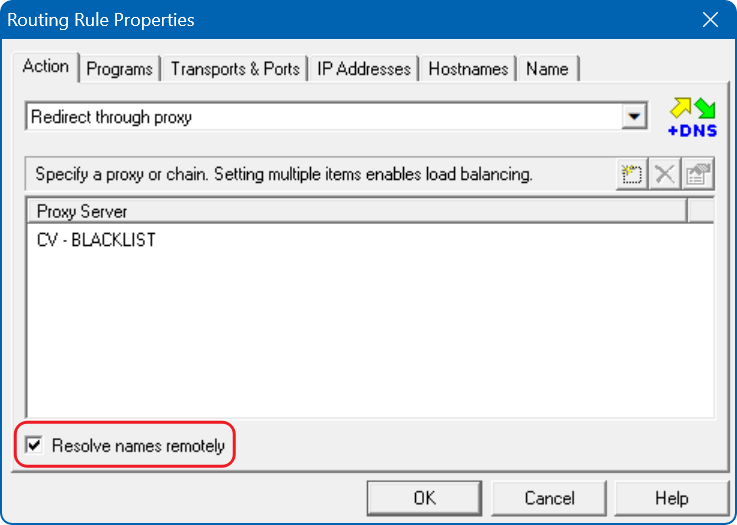 Routing Rule Properties
Action Programs Transports & Ports IP Addresses Hostnames Name
Redirect through proxy
+DNS
Specify a proxy or chain. Setting multiple items enables load balancing.
Proxy Server
CV - BLACKLIST
Resolve names remotely
OK Cancel Help